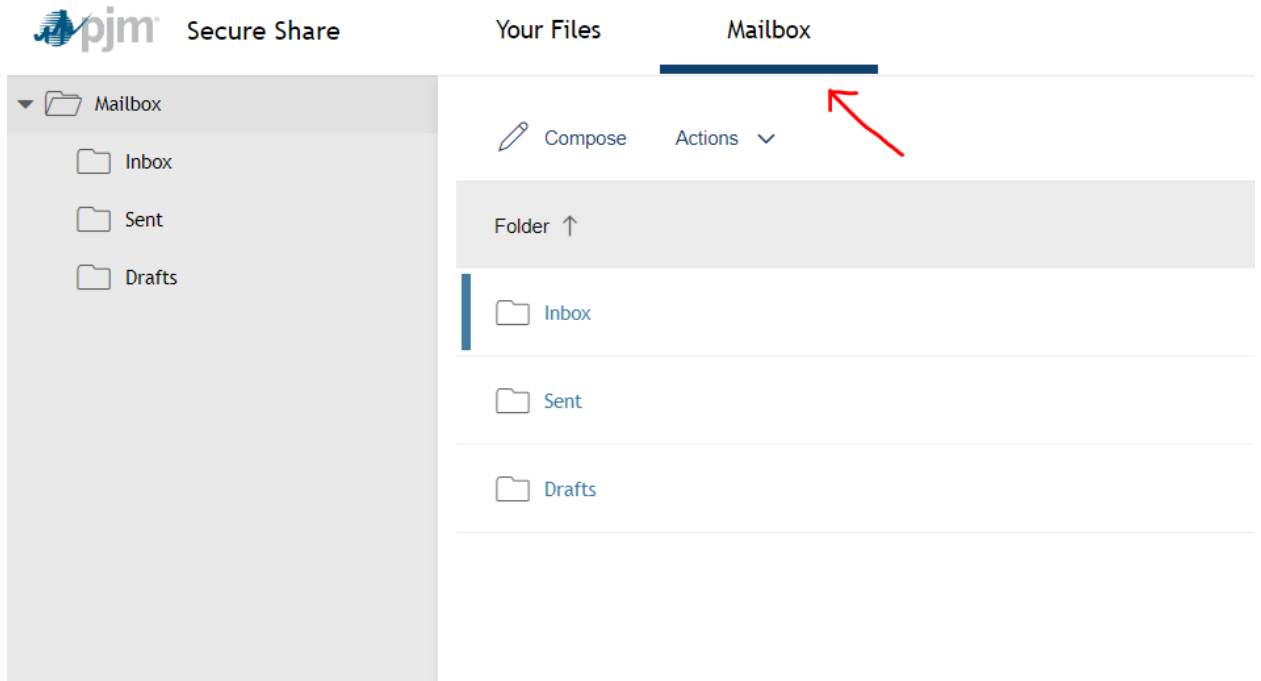 pjm Secure Share Your Files Mailbox
Mailbox
Inbox
Sent
Drafts
Compose Actions
Folder
Inbox
Sent
Drafts